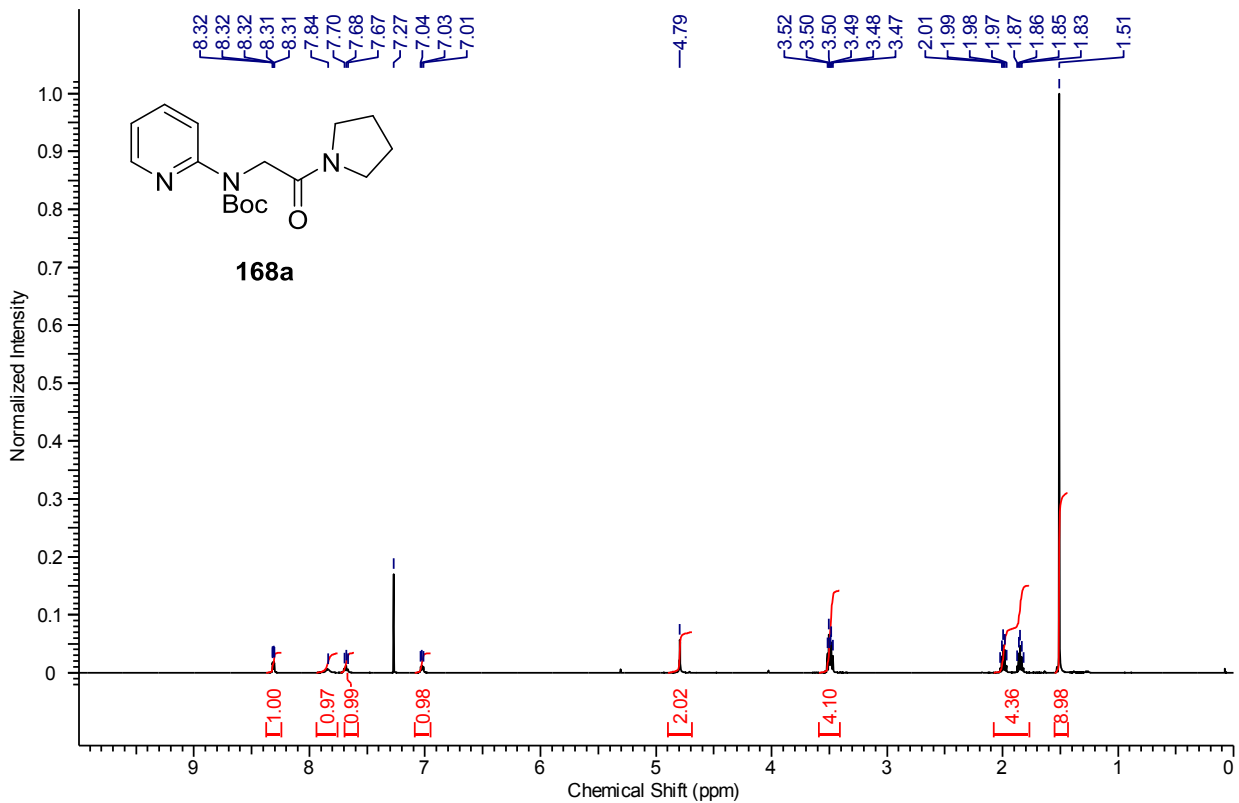 8.32 8.32 8.32 8.31 8.31 7.84 7.70 7.68 7.67 7.27 7.04 7.03 7.01 4.79 3.52 3.50 3.50 3.49 3.48 3.47 2.01 1.99 1.98 1.97 1.87 1.86 1.85 1.83 1.51
1.0
0.9
0.8
0.7
0.6
0.5
0.4
0.3
0.2
0.1
0
Normalized Intensity
N
N
Boc
O
N
168a
1.00 0.97 0.99 0.98 2.02 4.10 4.36 8.98
9 8 7 6 5 4 3 2 1 0
Chemical Shift (ppm)